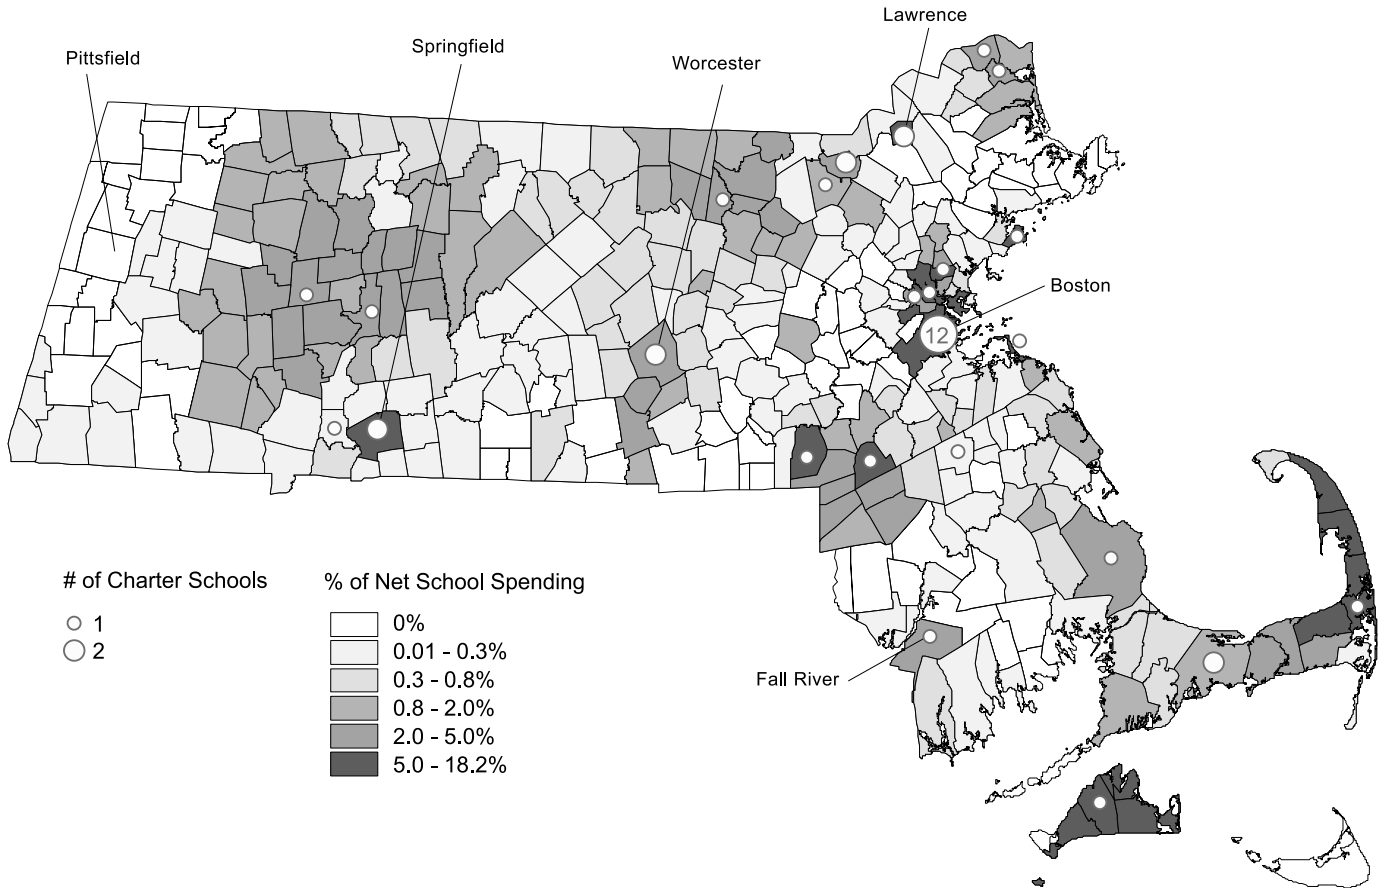 Lawrence
Springfield
Pittsfield
Worcester
Boston
12
# of Charter Schools
1
2
% of Net School Spending
0%
0.01 - 0.3%
0.3 - 0.8%
0.8 - 2.0%
2.0 - 5.0%
5.0 - 18.2%
Fall River